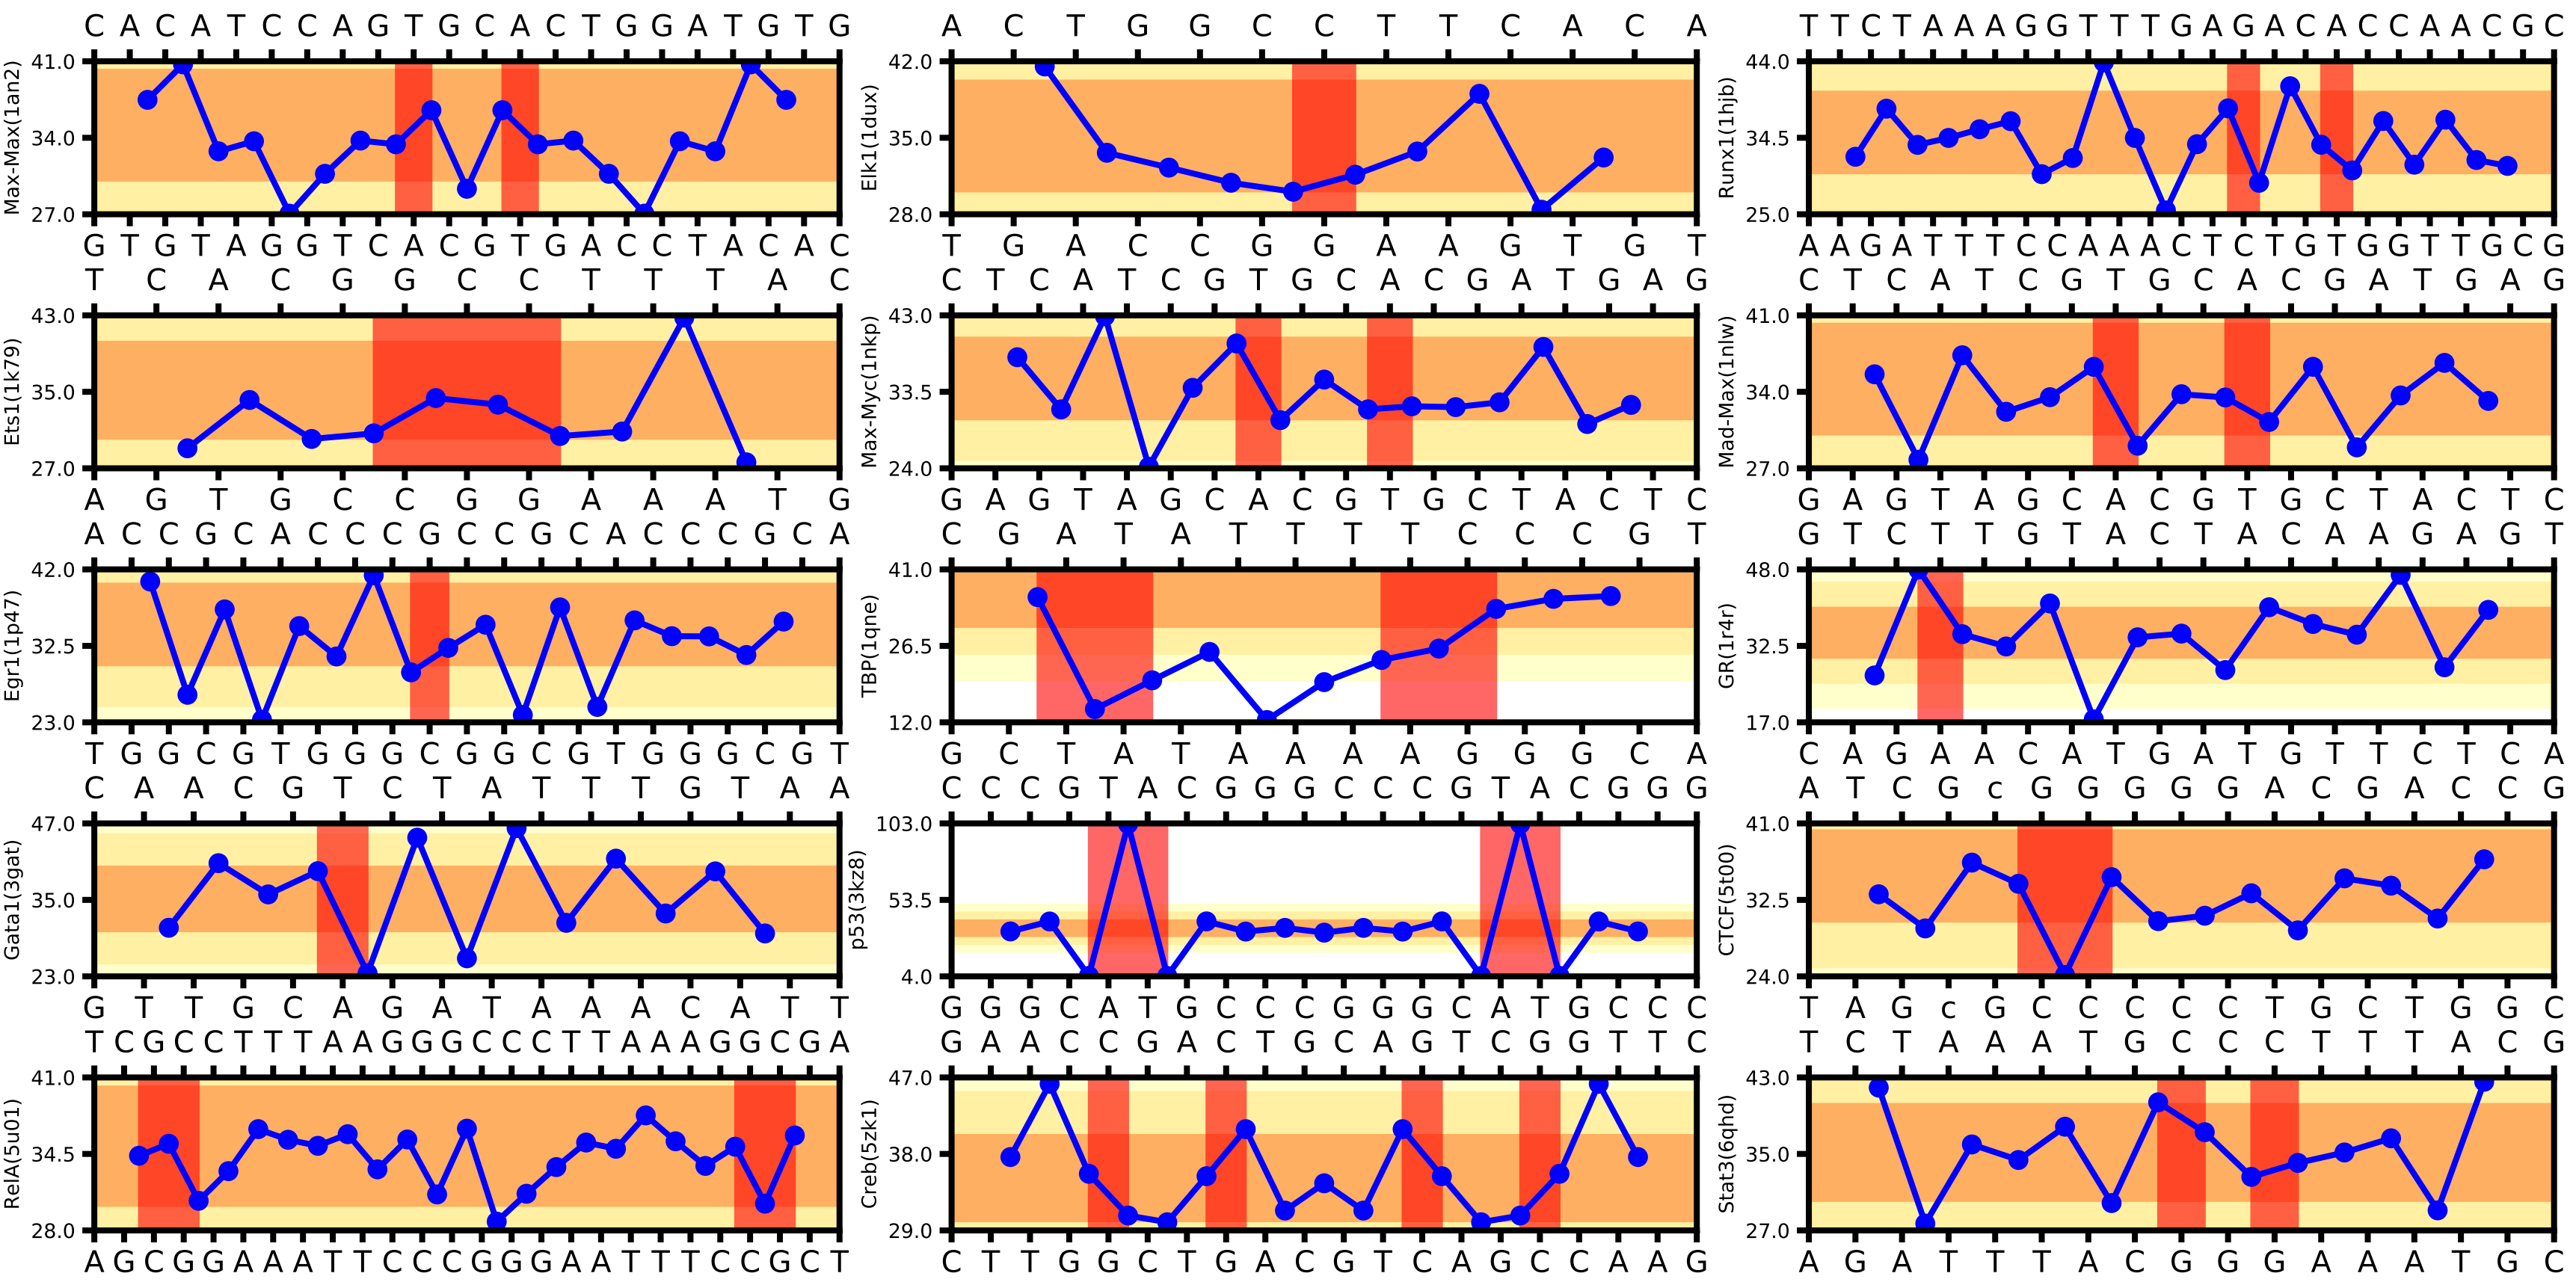 C A C A T C C A G T G C A C T G G A T G T G
Max-Max(1an2)
41.0
34.0
27.0
G T G T A G G T C A C G T G A C C T A C A C
A C T G G C C T T C A C A
Elk1(1dux)
42.0
35.0
28.0
T G A C C G G A A G T G T
T T C T A A A G G T T T G A G A C A C C A A C G C
Runx1(1hjb)
44.0
34.5
25.0
A A G A T T T C C A A A C T C T G T G G T T G C G
T C A C G G C C T T T A C
Ets1(1k79)
43.0
35.0
27.0
A G T G C C G G A A A T G
C T C A T C G T G C A C G A T G A G
Max-Myc(1nkp)
43.0
33.5
24.0
G A G T A G C A C G T G C T A C T C
C T C A T C G T G C A C G A T G A G
Mad-Max(1nlw)
41.0
34.0
27.0
G A G T A G C A C G T G C T A C T C
A C C G C A C C C G C C G C A C C C G C A
Egr1(1p47)
42.0
32.5
23.0
T G G C G T G G G C G G C G T G G G C G T
C G A T A T T T T C C C G T
TBP(1qne)
41.0
26.5
12.0
G C T A T A A A A G G G C A
G T C T T G T A C T A C A A G A G T
GR(1r4r)
48.0
32.5
17.0
C A G A A C A T G A T G T T C T C A
C A A C G T C T A T T T G T A A
Gata1(3gat)
47.0
35.0
23.0
G T T G C A G A T A A A C A T T
C C C G T A C G G G C C C G T A C G G G
p53(3kz8)
103.0
53.5
4.0
G G G C A T G C C C G G G C A T G C C C
A T C G c G G G G G A C G A C C G
CTCF(5t00)
41.0
32.5
24.0
T A G c G C C C C C T G C T G G C
T C G C C T T T A A G G G C C C T T A A A G G C G A
RelA(5u01)
41.0
34.5
28.0
A G C G G A A A T T C C C G G G A A T T T C C G C T
G A A C C G A C T G C A G T C G G T T C
Creb(5zk1)
47.0
38.0
29.0
C T T G G C T G A C G T C A G C C A A G
T C T A A A T G C C C T T T A C G
Stat3(6qhd)
43.0
35.0
27.0
A G A T T T A C G G G A A A T G C